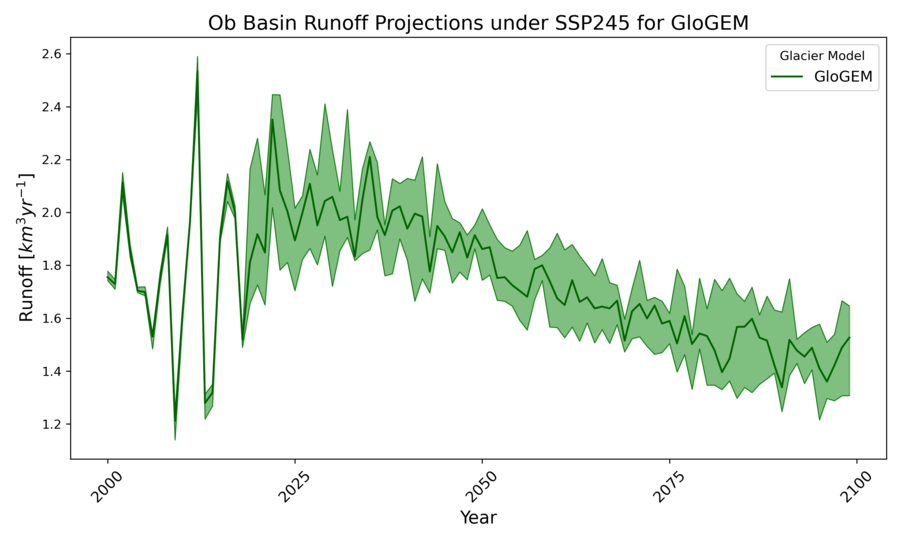 Ob Basin Runoff Projections under SSP245 for GloGEM
Glacier Model
GloGEM
Runoff [km³yr⁻¹]
2.6
2.4
2.2
2.0
1.8
1.6
1.4
1.2
2000
2025
2050
2075
2100
Year